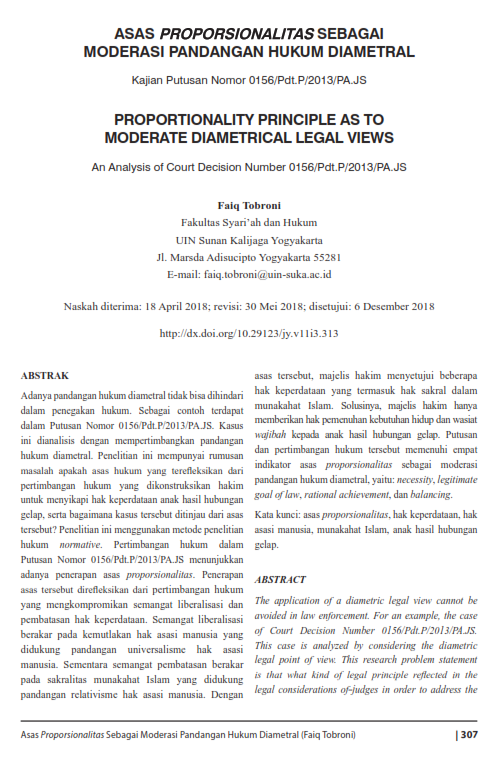 ASAS PROPORSIONALITAS SEBAGAI
MODERASI PANDANGAN HUKUM DIAMETRAL
Kajian Putusan Nomor 0156/Pdt.P/2013/PA.JS
PROPORTIONALITY PRINCIPLE AS TO
MODERATE DIAMETRICAL LEGAL VIEWS
An Analysis of Court Decision Number 0156/Pdt.P/2013/PA.JS
Faiq Tobroni
Fakultas Syari'ah dan Hukum
UIN Sunan Kalijaga Yogyakarta
Jl. Marsda Adisucipto Yogyakarta 55281
E-mail: faiq.tobroni@uin-suka.ac.id
Naskah diterima: 18 April 2018; revisi: 30 Mei 2018; disetujui: 6 Desember 2018
http://dx.doi.org/10.29123/jy.v11i3.313
ABSTRAK
Adanya pandangan hukum diametral tidak bisa dihindari
dalam penegakan hukum. Sebagai contoh terdapat
dalam Putusan Nomor 0156/Pdt.P/2013/PA.JS. Kasus
ini dianalisis dengan mempertimbangkan pandangan
hukum diametral. Penelitian ini mempunyai rumusan
masalah apakah asas hukum yang terefleksikan dari
pertimbangan hukum yang dikonstruksikan hakim
untuk menyikapi hak keperdataan anak hasil hubungan
gelap, serta bagaimana kasus tersebut ditinjau dari asas
tersebut? Penelitian ini menggunakan metode penelitian
hukum normative. Pertimbangan hukum dalam
Putusan Nomor 0156/Pdt.P/2013/PA.JS menunjukkan
adanya penerapan asas proporsionalitas. Penerapan
asas tersebut direfleksikan dari pertimbangan hukum
yang mengkompromikan semangat liberalisasi dan
pembatasan hak keperdataan. Semangat liberalisasi
berakar pada kemutlakan hak asasi manusia yang
didukung pandangan universalisme hak asasi
manusia. Sementara semangat pembatasan berakar
pada sakralitas munakahat Islam yang didukung
pandangan relativisme hak asasi manusia. Dengan
asas tersebut, majelis hakim menyetujui beberapa
hak keperdataan yang termasuk hak sakral dalam
munakahat Islam. Solusinya, majelis hakim hanya
memberikan hak pemenuhan kebutuhan hidup dan wasiat
wajibah kepada anak hasil hubungan gelap. Putusan
dan pertimbangan hukum tersebut memenuhi empat
indikator asas proporsionalitas sebagai moderasi
pandangan hukum diametral, yaitu: necessity, legitimate
goal of law, rational achievement, dan balancing.
Kata kunci: asas proporsionalitas, hak keperdataan, hak
asasi manusia, munakahat Islam, anak hasil hubungan
gelap.
ABSTRACT
The application of a diametric legal view cannot be
avoided in law enforcement. For an example, the case
of Court Decision Number 0156/Pdt.P/2013/PA.JS.
This case is analyzed by considering the diametric
legal point of view. This research problem statement
is that what kind of legal principle reflected in the
legal considerations of-judges in order to address the
Asas Proporsionalitas Sebagai Moderasi Pandangan Hukum Diametral (Faiq Tobroni)
| 307